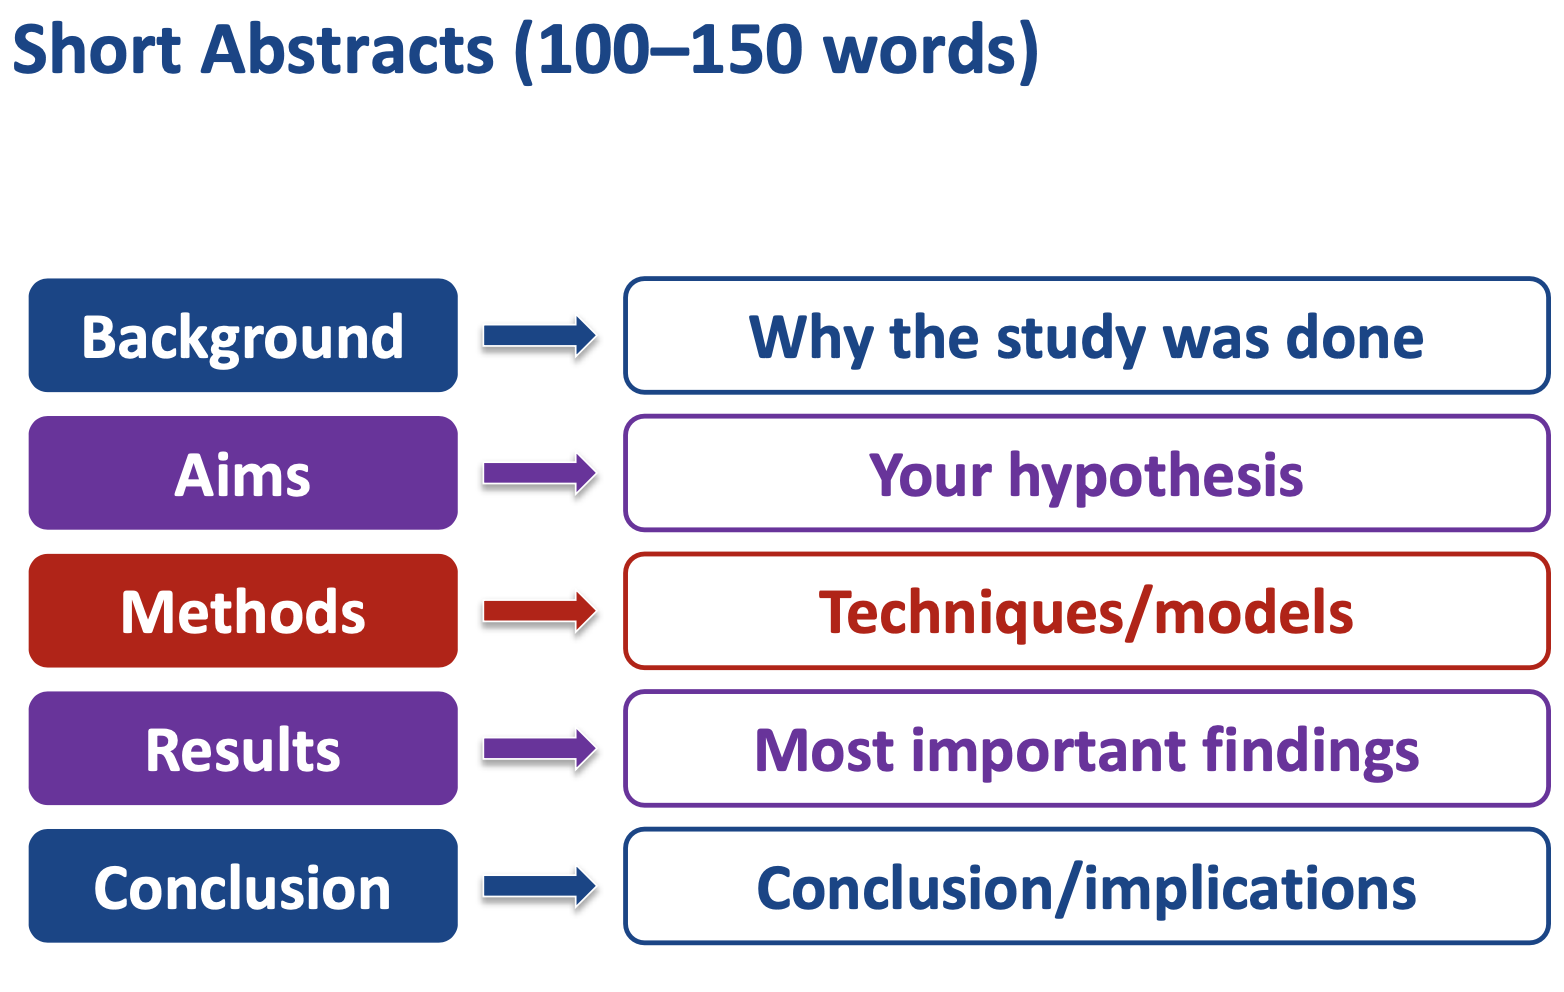 Short Abstracts (100–150 words)
Background
Why the study was done
Aims
Your hypothesis
Methods
Techniques/models
Results
Most important findings
Conclusion
Conclusion/implications